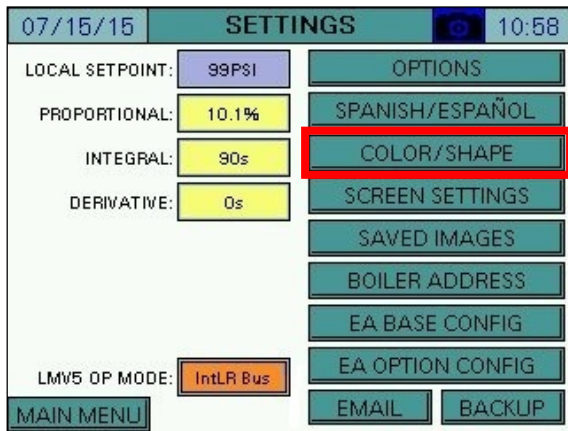 07/15/15 SETTINGS 10:58
LOCAL SETPOINT: 99PSI OPTIONS
PROPORTIONAL: 10.1% SPANISH/ESPAÑOL
INTEGRAL: 90s COLOR/SHAPE
DERIVATIVE: 0s SCREEN SETTINGS
SAVED IMAGES
BOILER ADDRESS
EA BASE CONFIG
LMV5 OP MODE: IntLR Bus EA OPTION CONFIG
MAIN MENU EMAIL BACKUP